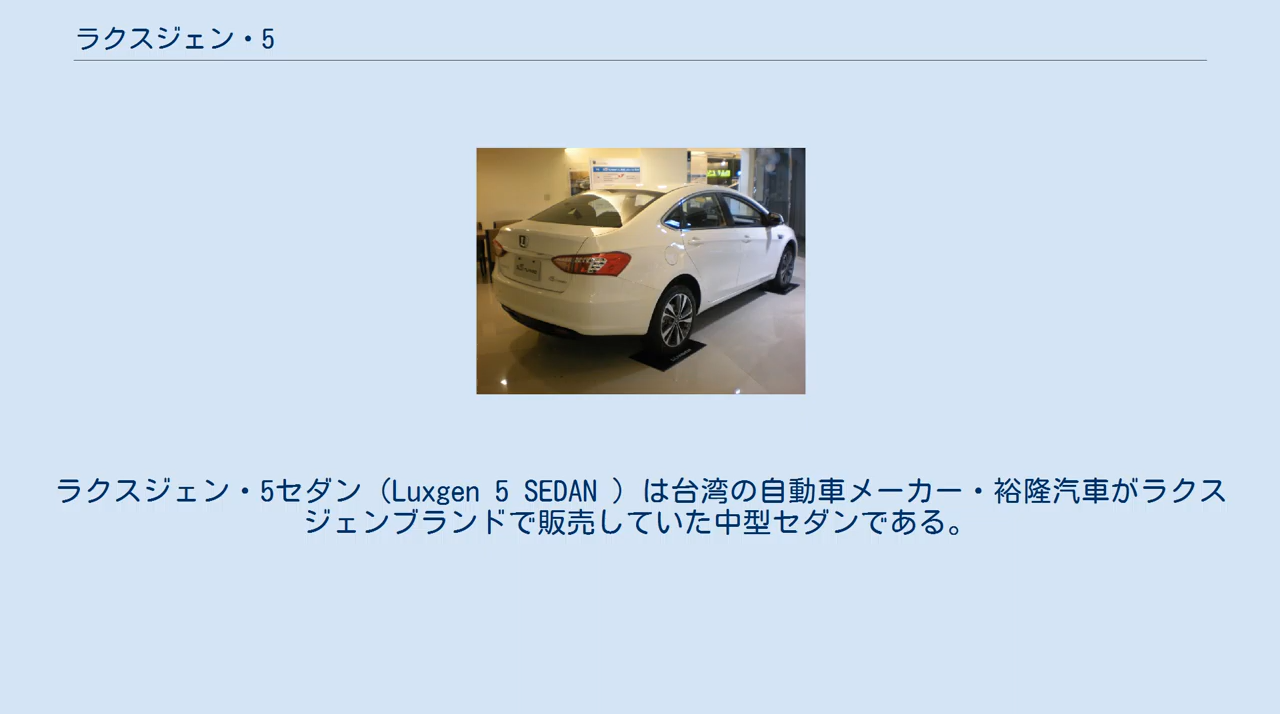 ラクスジェン・5
ラクスジェン・5セダン（Luxgen 5 SEDAN ）は台湾の自動車メーカー・裕隆汽車がラクス
ジェンブランドで販売していた中型セダンである。